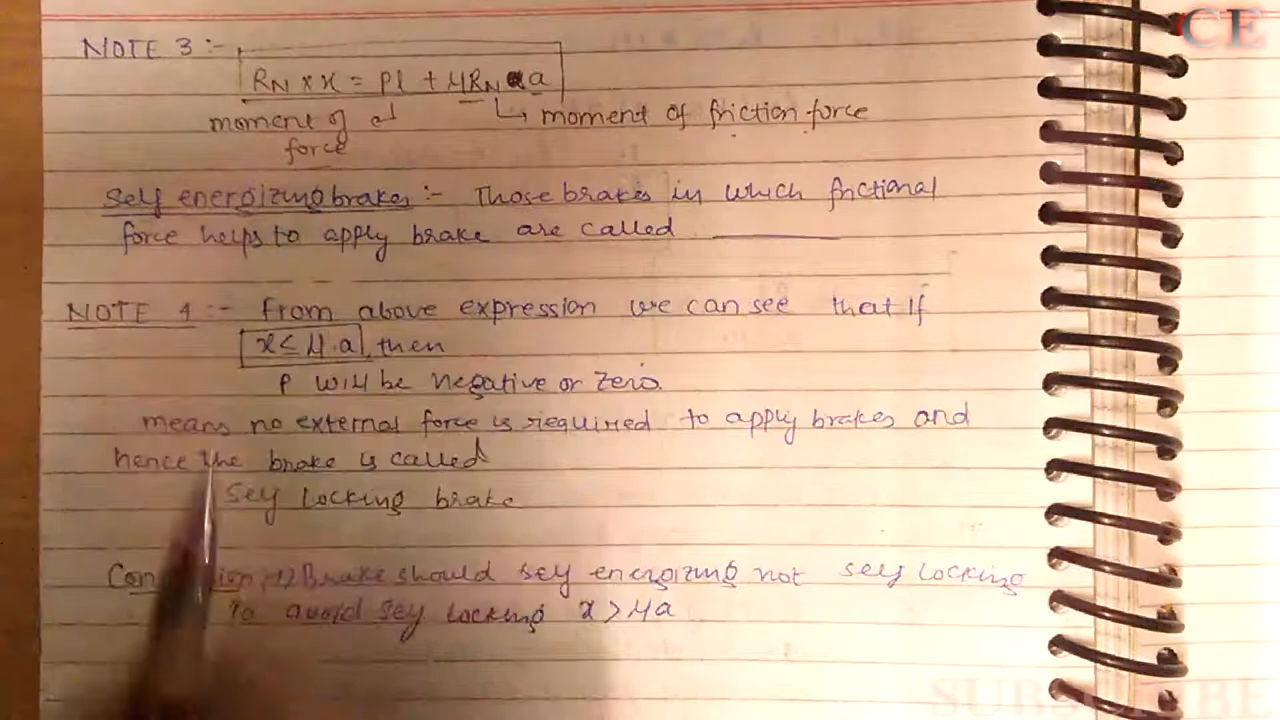 CE
NOTE 3 :-
RN × x = Pl + μRN a
moment of
force
moment of friction force
Self energizing brakes :- Those brakes in which frictional
force helps to apply brake are called ______
NOTE 4 :- From above expression we can see that if
x ≤ μ.a, then
P will be negative or zero.
means no external force is required to apply brakes and
hence the brake is called
Self locking brake
Brake should self energizing not self locking
To avoid self locking x > μa
SUBSCRIBE